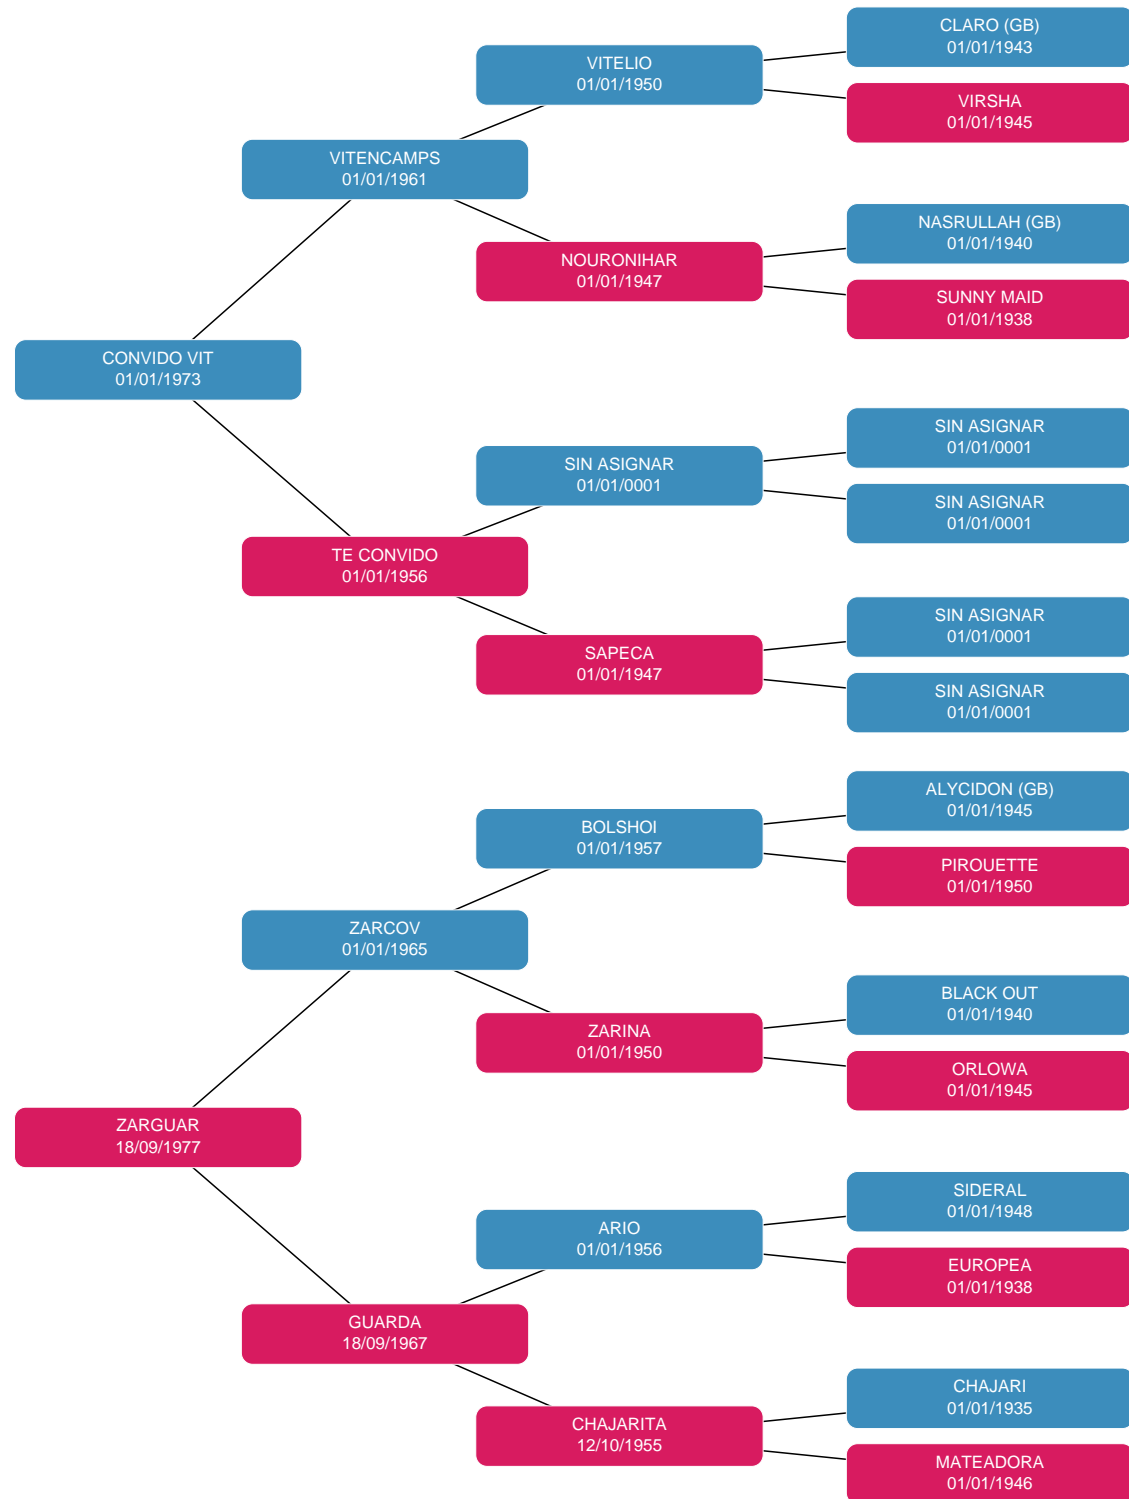 CLARO (GB)
01/01/1943
VITELIO
01/01/1950
VIRSHA
01/01/1945
VITENCAMPS
01/01/1961
NASRULLAH (GB)
01/01/1940
NOURONIHAR
01/01/1947
SUNNY MAID
01/01/1938
CONVIDO VIT
01/01/1973
SIN ASIGNAR
01/01/0001
SIN ASIGNAR
01/01/0001
SIN ASIGNAR
01/01/0001
TE CONVIDO
01/01/1956
SIN ASIGNAR
01/01/0001
SAPECA
01/01/1947
SIN ASIGNAR
01/01/0001
ALYCIDON (GB)
01/01/1945
BOLSHOI
01/01/1957
PIROUETTE
01/01/1950
ZARCOV
01/01/1965
BLACK OUT
01/01/1940
ZARINA
01/01/1950
ORLOWA
01/01/1945
ZARGUAR
18/09/1977
SIDERAL
01/01/1948
ARIO
01/01/1956
EUROPEA
01/01/1938
GUARDA
18/09/1967
CHAJARI
01/01/1935
CHAJARITA
12/10/1955
MATEADORA
01/01/1946